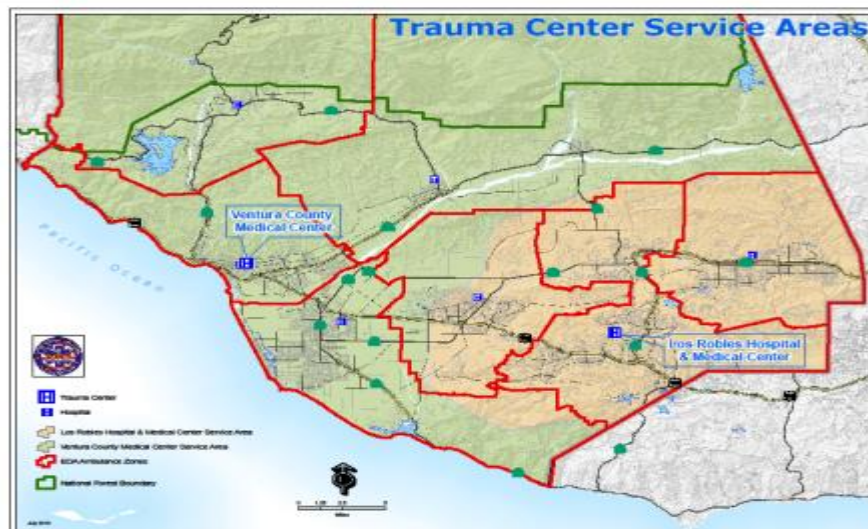 Trauma Center Service Areas
Ventura County
Medical Center
Pacific Ocean
Los Robles Hospital
& Medical Center
Trauma Center
Hospital
Los Robles Hospital & Medical Center Service Area
Ventura County Medical Center Service Area
Ambulance Zones
National Forest Boundary
Miles